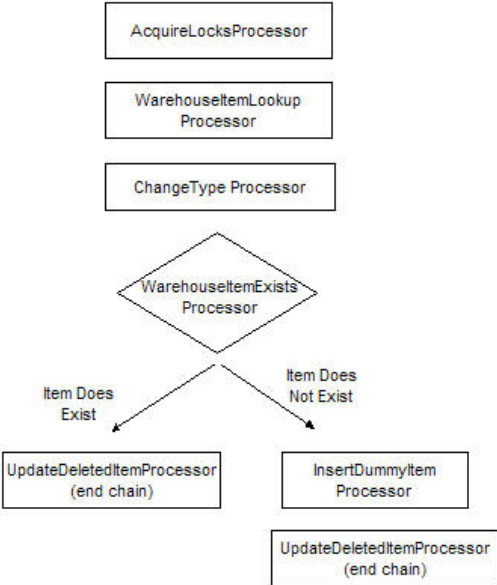 AcquireLocksProcessor
WarehouseItemLookup
Processor
ChangeType Processor
WarehouseItemExists
Processor
Item Does
Exist
Item Does
Not Exist
UpdateDeletedItemProcessor
(end chain)
InsertDummyItem
Processor
UpdateDeletedItemProcessor
(end chain)